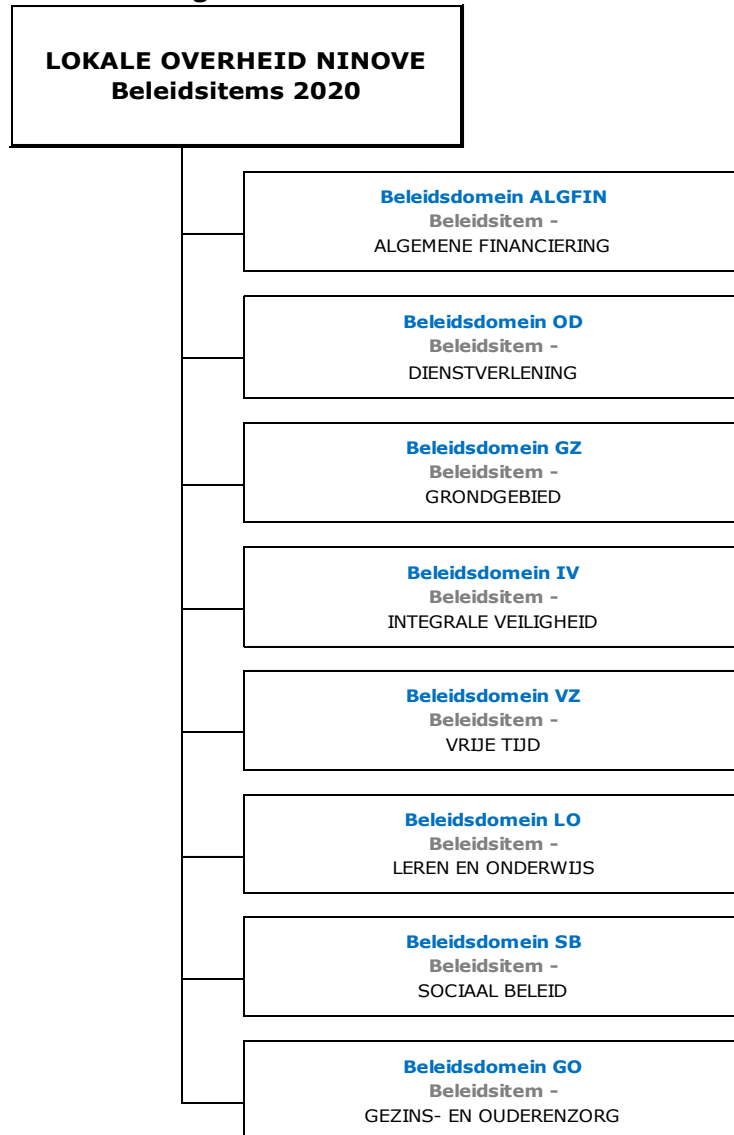 LOKALE OVERHEID NINOVE
Beleidsitems 2020
Beleidsdomein ALGFIN
Beleidsitem -
ALGEMENE FINANCIERING
Beleidsdomein OD
Beleidsitem -
DIENSTVERLENING
Beleidsdomein GZ
Beleidsitem -
GRONDGEBIED
Beleidsdomein IV
Beleidsitem -
INTEGRALE VEILIGHEID
Beleidsdomein VZ
Beleidsitem -
VRIJE TIJD
Beleidsdomein LO
Beleidsitem -
LEREN EN ONDERWIJS
Beleidsdomein SB
Beleidsitem -
SOCIAAL BELEID
Beleidsdomein GO
Beleidsitem -
GEZINS- EN OUDERENZORG